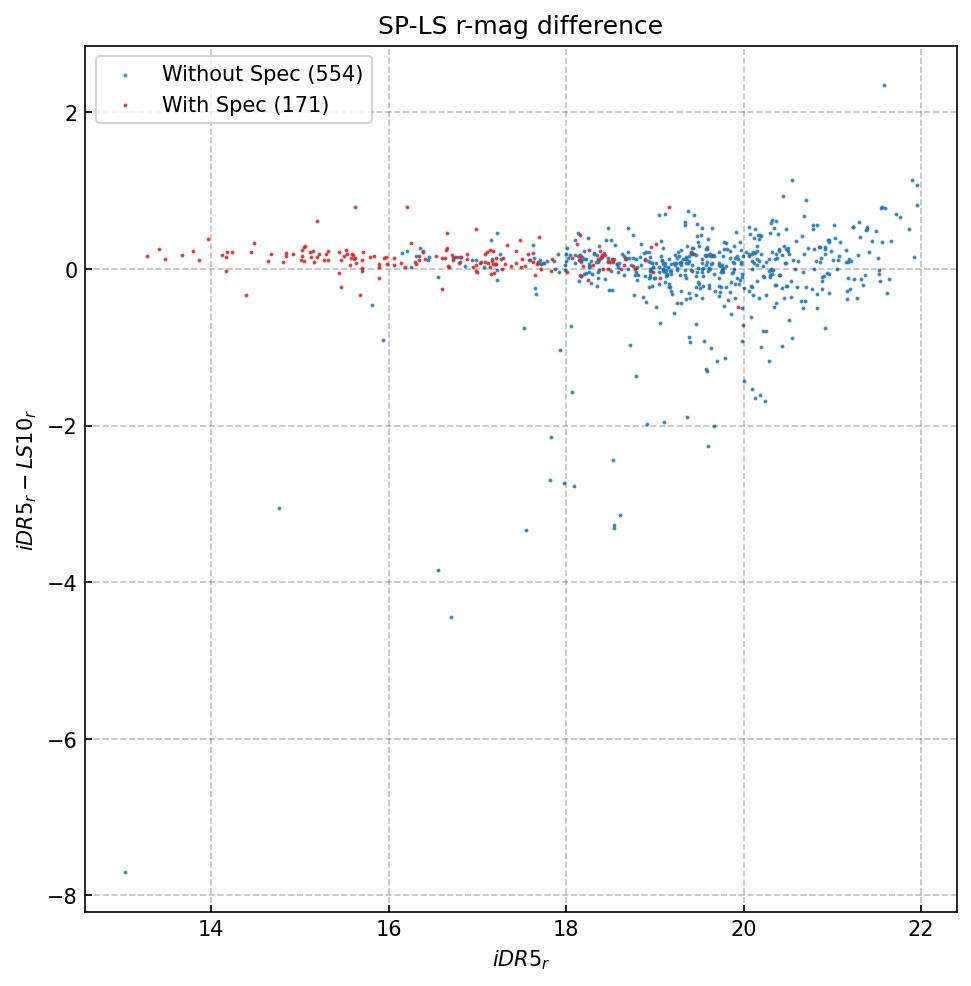 SP-LS r-mag difference
Without Spec (554)
With Spec (171)
2
0
−2
−4
−6
−8
iDR5r − LS10r
14 16 18 20 22
iDR5r